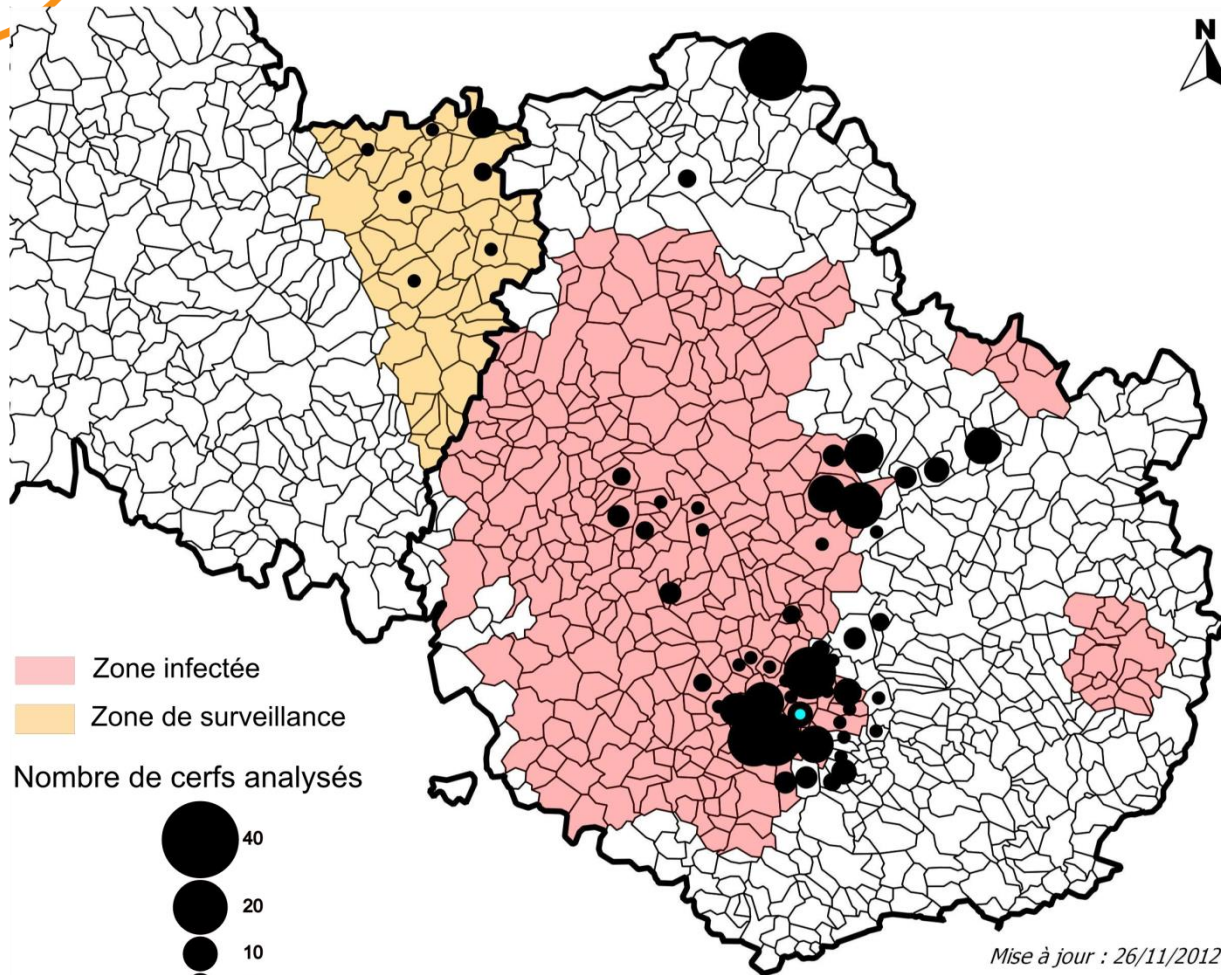 N
Zone infectée
Zone de surveillance
Nombre de cerfs analysés
40
20
10
Mise à jour : 26/11/2012